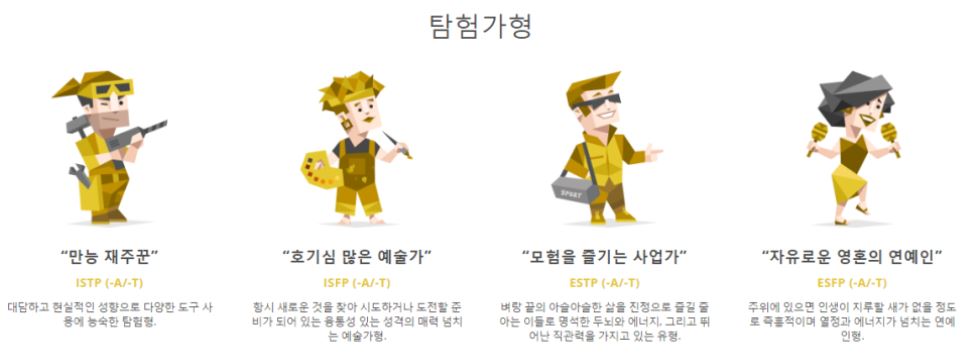 탐험가형
SPORT
“만능 재주꾼”
ISTP (-A/-T)
대담하고 현실적인 성향으로 다양한 도구 사
용에 능숙한 탐험형.
“호기심 많은 예술가”
ISFP (-A/-T)
항시 새로운 것을 찾아 시도하거나 도전할 준
비가 되어 있는 융통성 있는 성격의 매력 넘치
는 예술가형.
“모험을 즐기는 사업가”
ESTP (-A/-T)
벼랑 끝의 아슬아슬한 삶을 진정으로 즐길 줄
아는 이들로 명석한 두뇌와 에너지, 그리고 뛰
어난 직관력을 가지고 있는 유형.
“자유로운 영혼의 연예인”
ESFP (-A/-T)
주위에 있으면 인생이 지루할 새가 없을 정도
로 즉흥적이며 열정과 에너지가 넘치는 연예
인형.